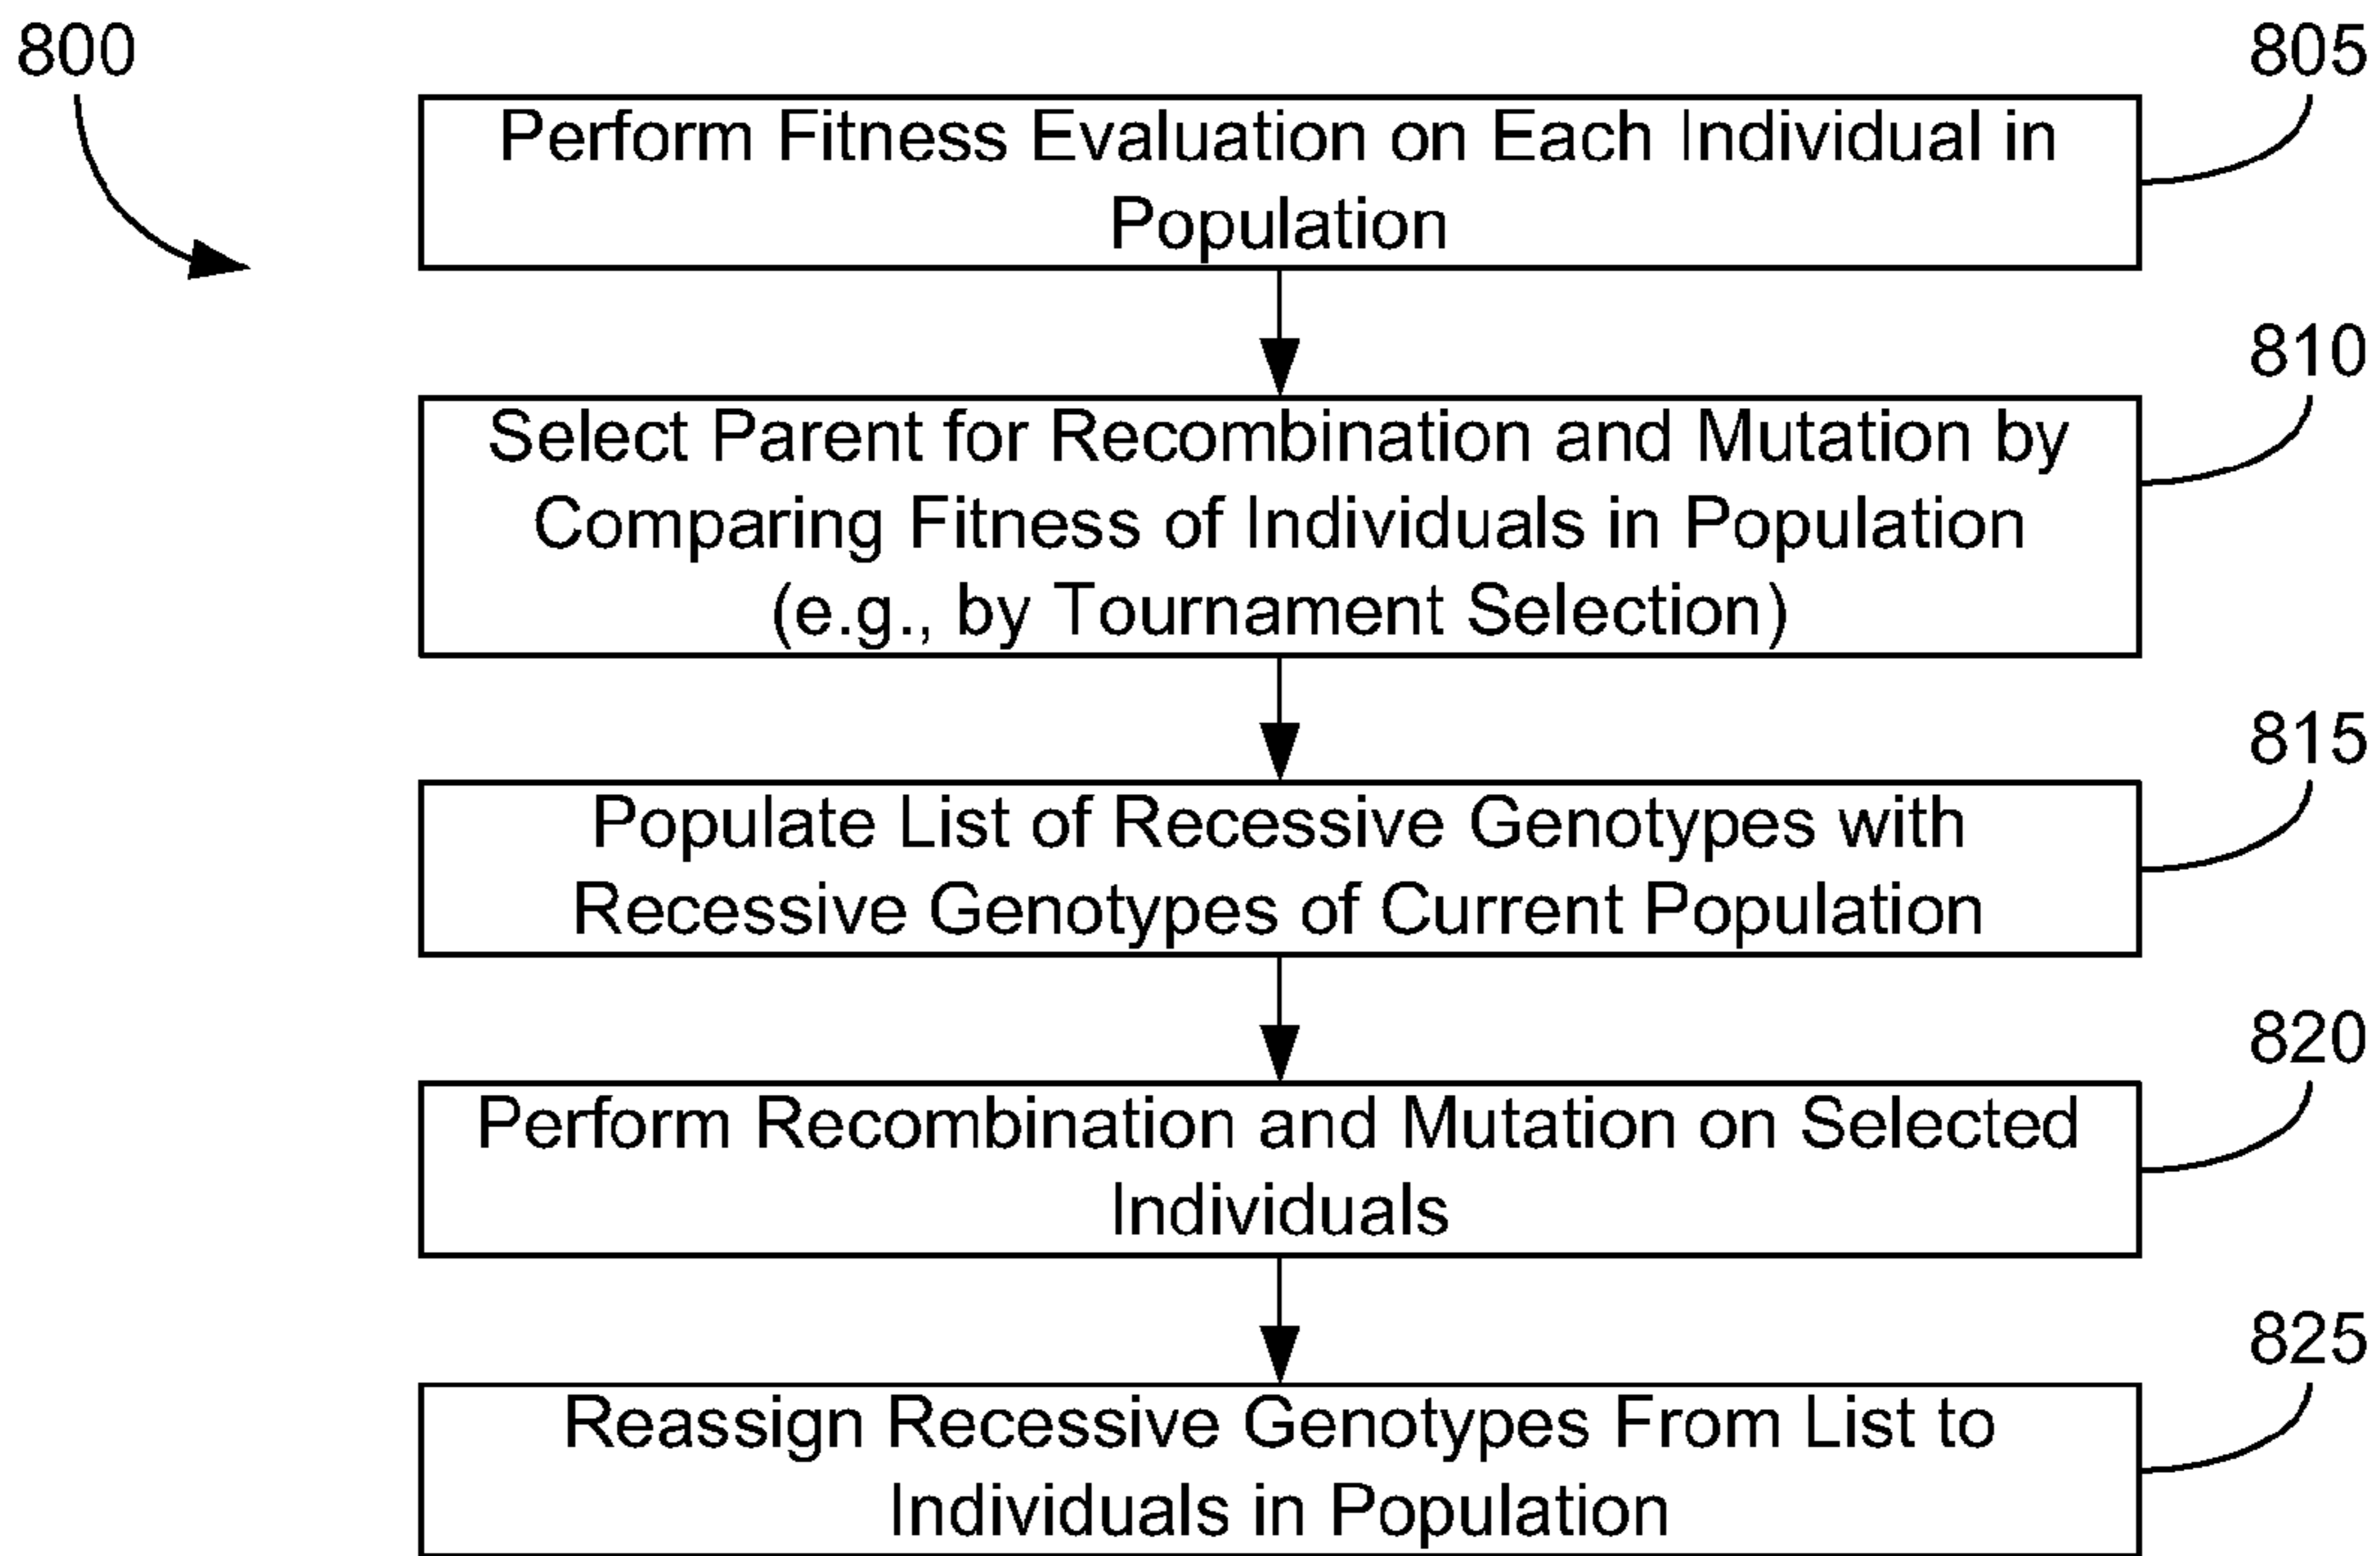 800
805
Perform Fitness Evaluation on Each Individual in
Population
810
Select Parent for Recombination and Mutation by
Comparing Fitness of Individuals in Population
(e.g., by Tournament Selection)
815
Populate List of Recessive Genotypes with
Recessive Genotypes of Current Population
820
Perform Recombination and Mutation on Selected
Individuals
825
Reassign Recessive Genotypes From List to
Individuals in Population